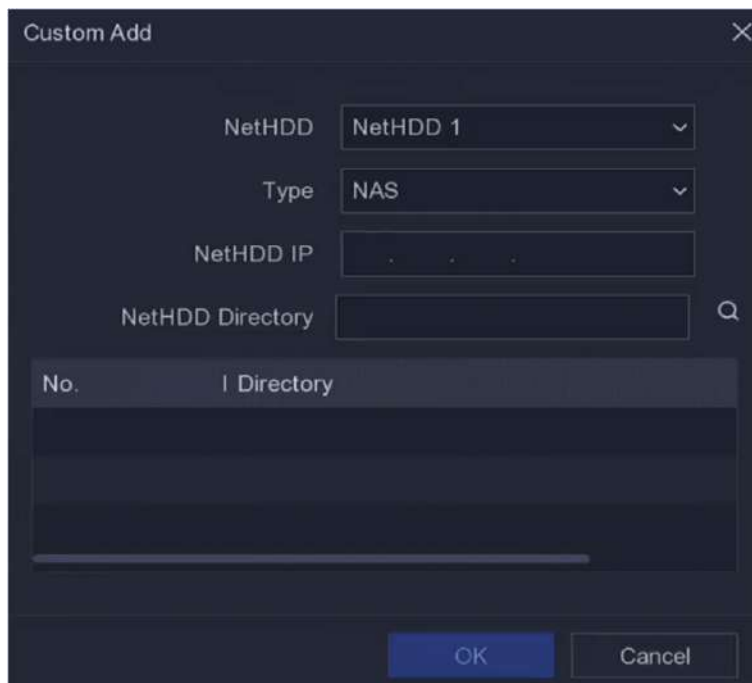 Custom Add
NetHDD NetHDD 1
Type NAS
NetHDD IP . . .
NetHDD Directory
No. | Directory
OK Cancel